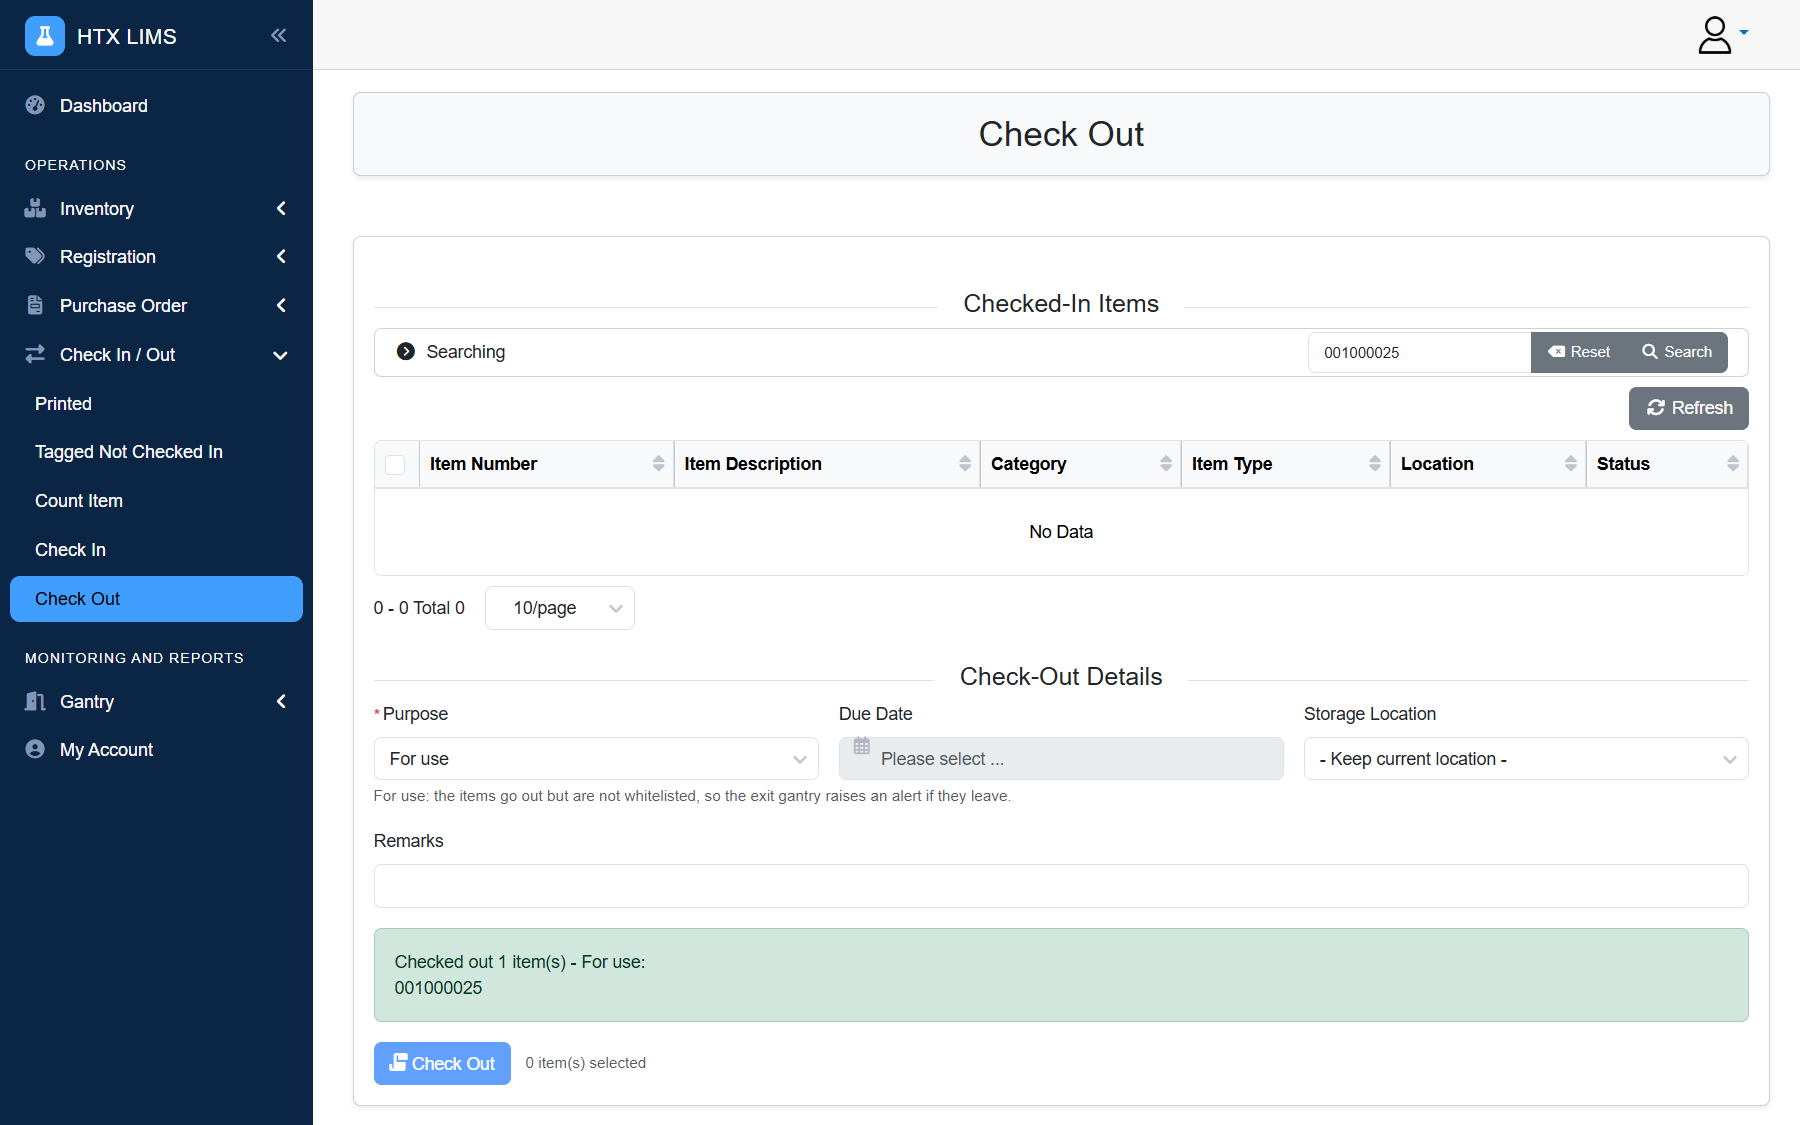 HTX LIMS
Dashboard
OPERATIONS
Inventory
Registration
Purchase Order
Check In / Out
Printed
Tagged Not Checked In
Count Item
Check In
Check Out
MONITORING AND REPORTS
Gantry
My Account
Check Out
Checked-In Items
Searching
001000025
Reset
Search
Refresh
Item Number
Item Description
Category
Item Type
Location
Status
No Data
0 - 0 Total 0
10/page
Check-Out Details
*Purpose
Due Date
Storage Location
For use
Please select ...
- Keep current location -
For use: the items go out but are not whitelisted, so the exit gantry raises an alert if they leave.
Remarks
Checked out 1 item(s) - For use:
001000025
Check Out
0 item(s) selected